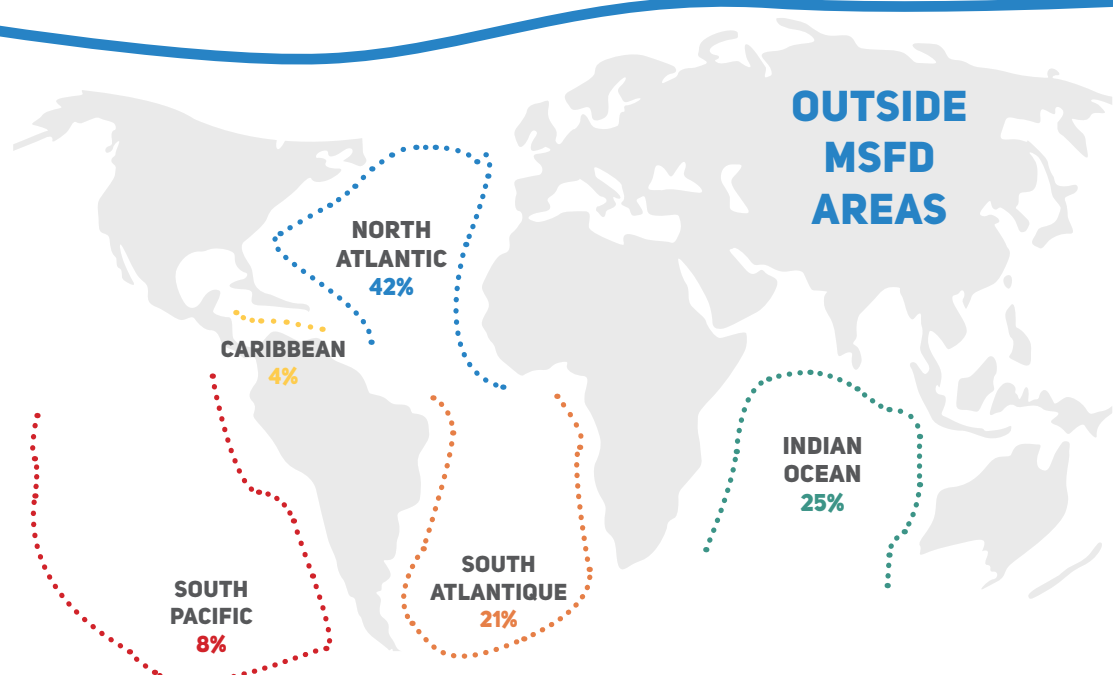 OUTSIDE
MSFD
AREAS
NORTH
ATLANTIC
42%
CARIBBEAN
4%
INDIAN
OCEAN
25%
SOUTH
ATLANTIQUE
21%
SOUTH
PACIFIC
8%